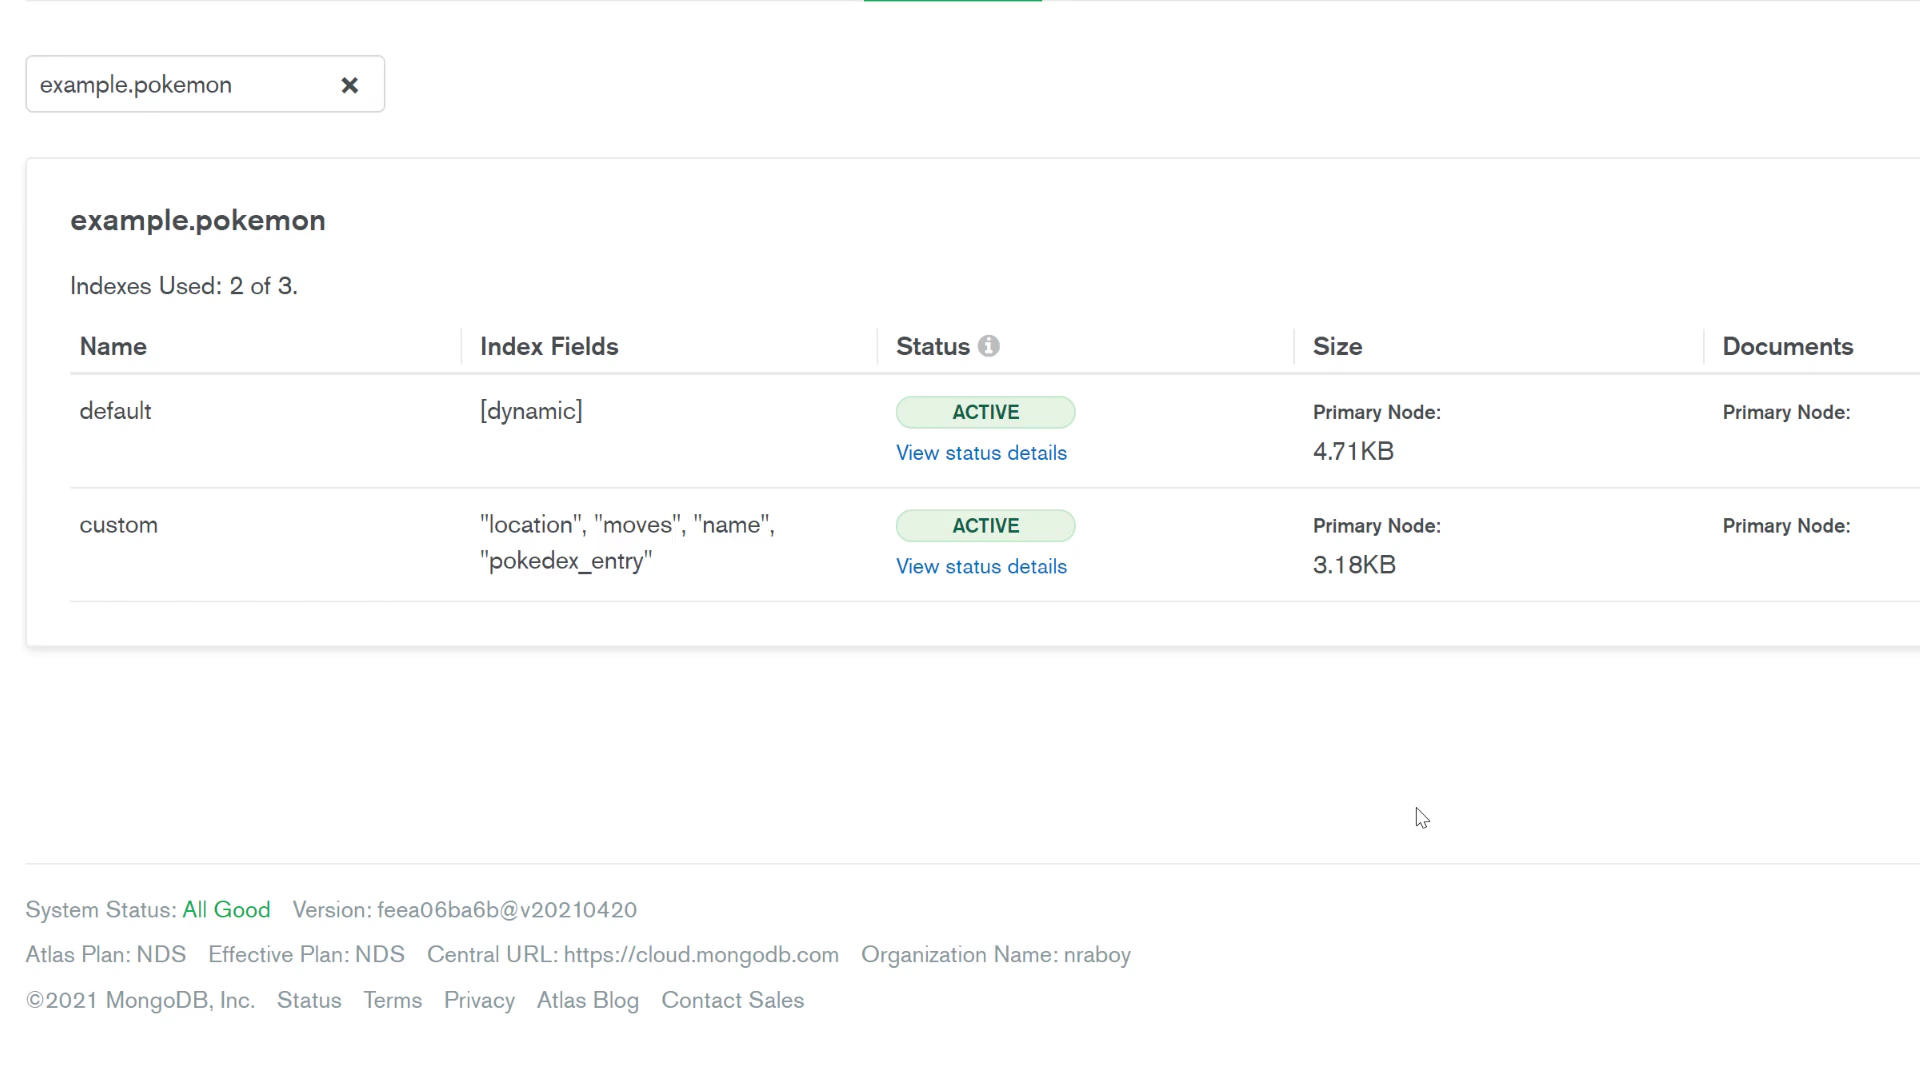 example.pokemon
example.pokemon
Indexes Used: 2 of 3.
Name Index Fields Status Size Documents
default [dynamic] ACTIVE Primary Node: Primary Node:
View status details 4.71KB
custom "location", "moves", "name", ACTIVE Primary Node: Primary Node:
"pokedex_entry" View status details 3.18KB
System Status: All Good Version: feea06ba6b@v20210420
Atlas Plan: NDS Effective Plan: NDS Central URL: https://cloud.mongodb.com Organization Name: nraboy
©2021 MongoDB, Inc. Status Terms Privacy Atlas Blog Contact Sales